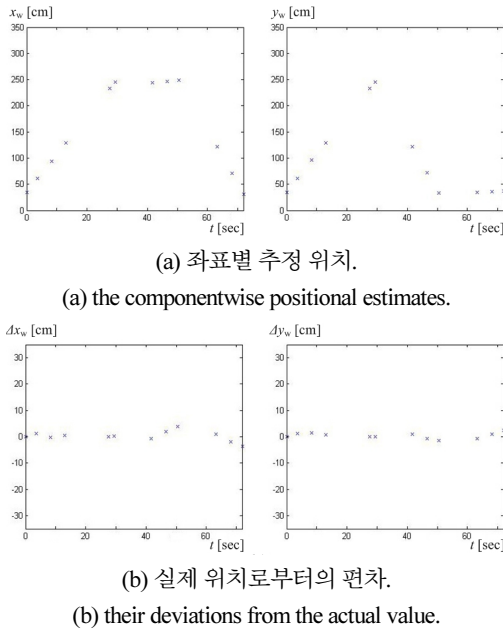 x_w [cm]
350
300
250
200
150
100
50
0
0 20 40 60
t [sec]
y_w [cm]
350
300
250
200
150
100
50
0
0 20 40 60
t [sec]
(a) 좌표별 추정 위치.
(a) the componentwise positional estimates.
Δx_w [cm]
30
20
10
0
-10
-20
-30
0 20 40 60
t [sec]
Δy_w [cm]
30
20
10
0
-10
-20
-30
0 20 40 60
t [sec]
(b) 실제 위치로부터의 편차.
(b) their deviations from the actual value.